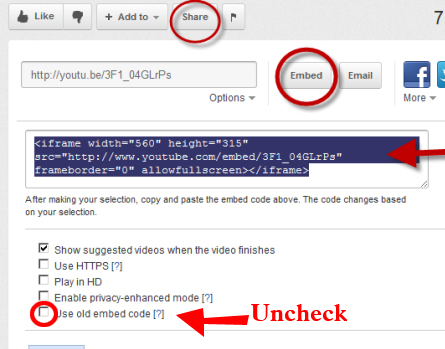 Like + Add to Share 7
http://youtu.be/3F1_04GLrPs Embed Email f
Options More
<iframe width="560" height="315"
src="http://www.youtube.com/embed/3F1_04GLrPs"
frameborder="0" allowfullscreen></iframe>
After making your selection, copy and paste the embed code above. The code changes based
on your selection.
Show suggested videos when the video finishes
Use HTTPS [?]
Play in HD
Enable privacy-enhanced mode [?]
Use old embed code [?] Uncheck